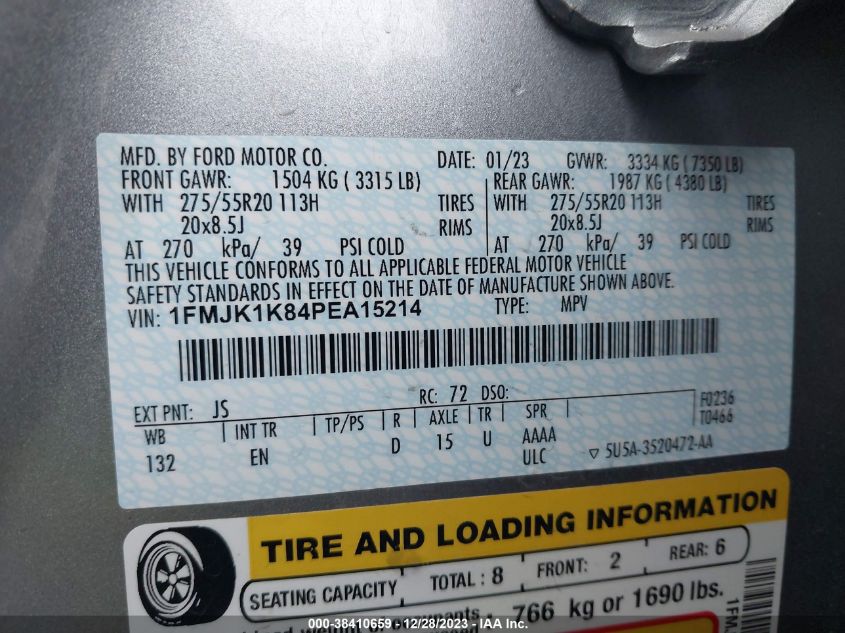 MFD. BY FORD MOTOR CO. DATE: 01/23 GVWR: 3334 KG ( 7350 LB)
FRONT GAWR: 1504 KG ( 3315 LB) REAR GAWR: 1987 KG ( 4380 LB)
WITH 275/55R20 113H TIRES WITH 275/55R20 113H TIRES
20x8.5J RIMS 20x8.5J RIMS
AT 270 kPa/ 39 PSI COLD AT 270 kPa/ 39 PSI COLD
THIS VEHICLE CONFORMS TO ALL APPLICABLE FEDERAL MOTOR VEHICLE
SAFETY STANDARDS IN EFFECT ON THE DATE OF MANUFACTURE SHOWN ABOVE.
VIN: 1FMJK1K84PEA15214 TYPE: MPV
EXT PNT: JS RC: 72 DSO: F0236
WB INT TR TP/PS R AXLE TR SPR T0466
132 EN D 15 U AAAA
ULC 5U5A-3520472-AA
TIRE AND LOADING INFORMATION
SEATING CAPACITY TOTAL : 8 FRONT: 2 REAR: 6
766 kg or 1690 lbs.
1FM
000-38410659 - 12/28/2023 - IAA Inc.